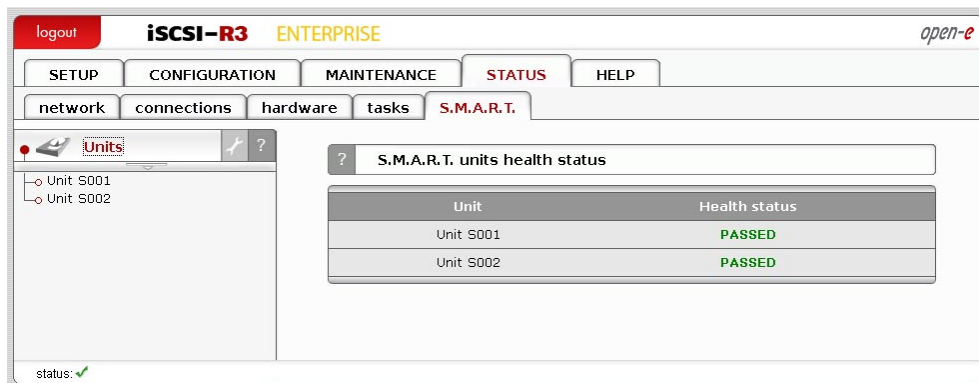 logout iSCSI–R3 ENTERPRISE open-e
SETUP CONFIGURATION MAINTENANCE STATUS HELP
network connections hardware tasks S.M.A.R.T.
Units ?
Unit S001
Unit S002
? S.M.A.R.T. units health status
Unit Health status
Unit S001 PASSED
Unit S002 PASSED
status: